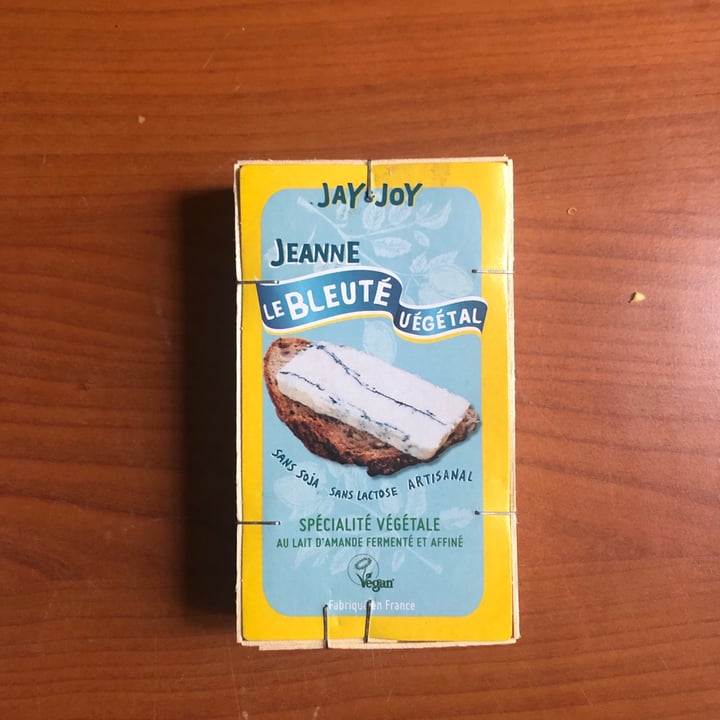 JAY & JOY
JEANNE
LE BLEUTÉ VÉGÉTAL
SANS SOJA SANS LACTOSE ARTISANAL
SPÉCIALITÉ VÉGÉTALE
AU LAIT D'AMANDE FERMENTÉ ET AFFINÉ
Vegan
Fabriqué en France